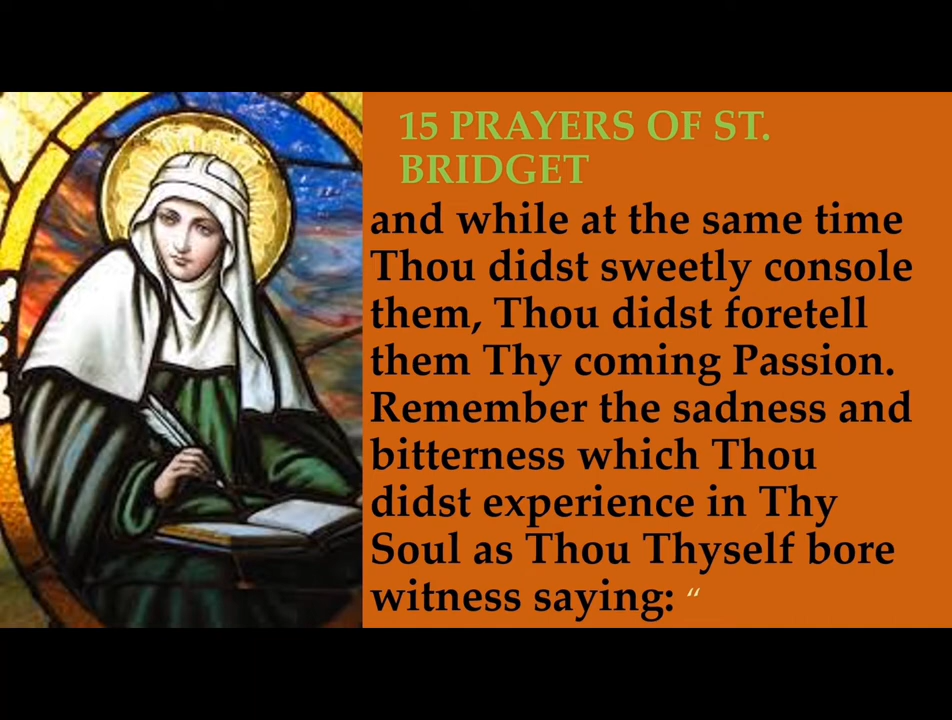 15 PRAYERS OF ST.
BRIDGET
and while at the same time
Thou didst sweetly console
them, Thou didst foretell
them Thy coming Passion.
Remember the sadness and
bitterness which Thou
didst experience in Thy
Soul as Thou Thyself bore
witness saying: “